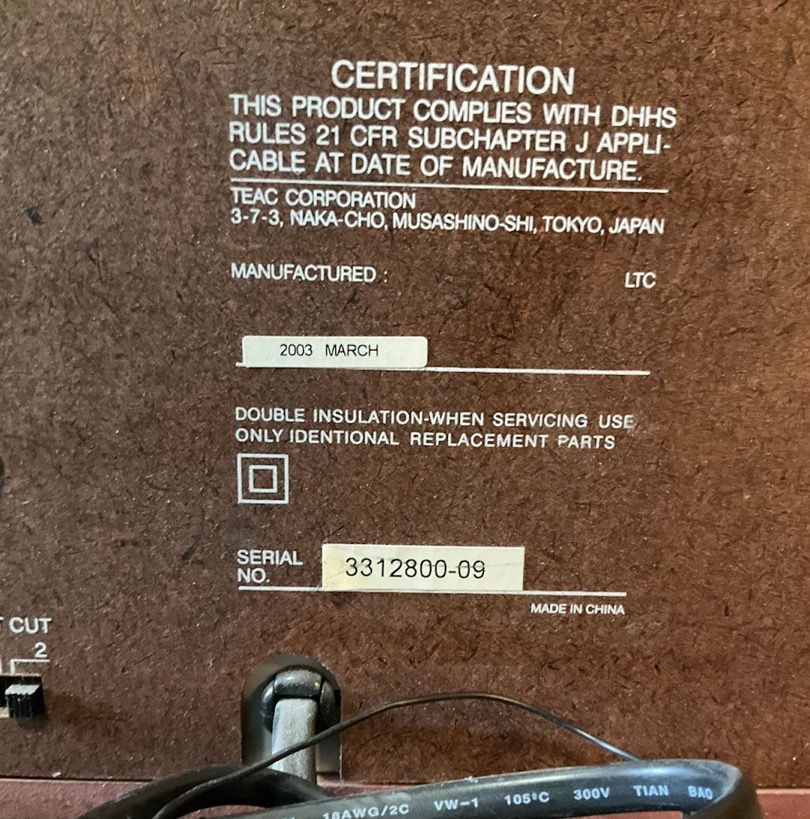 CERTIFICATION
THIS PRODUCT COMPLIES WITH DHHS
RULES 21 CFR SUBCHAPTER J APPLI-
CABLE AT DATE OF MANUFACTURE.
TEAC CORPORATION
3-7-3, NAKA-CHO, MUSASHINO-SHI, TOKYO, JAPAN
MANUFACTURED : LTC
2003 MARCH
DOUBLE INSULATION-WHEN SERVICING USE
ONLY IDENTIONAL REPLACEMENT PARTS
SERIAL
NO. 3312800-09
MADE IN CHINA
CUT
2
18AWG/2C VW-1 105°C 300V TIAN BAO